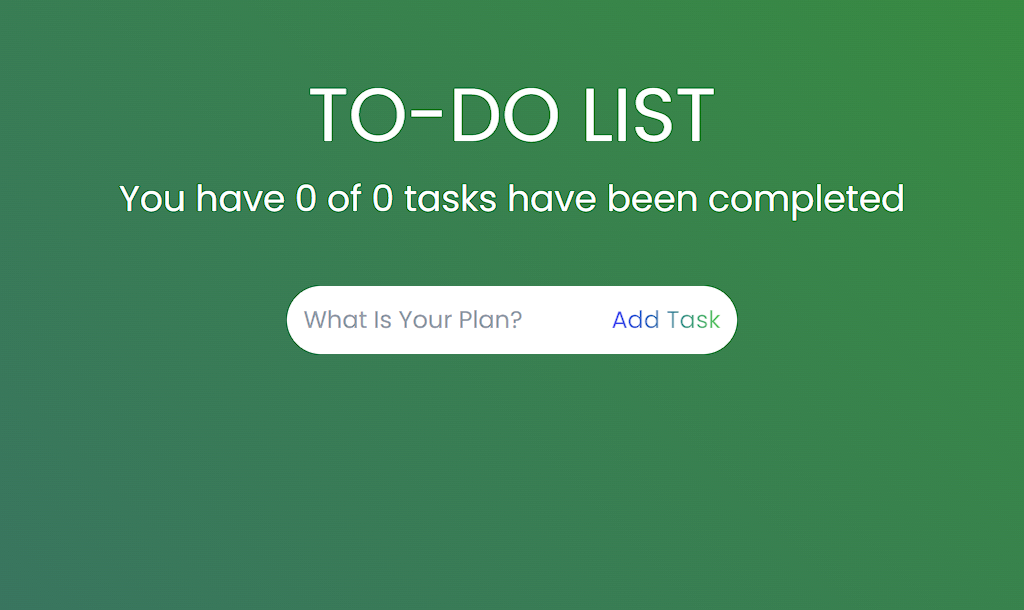 TO-DO LIST
You have 0 of 0 tasks have been completed
What Is Your Plan? Add Task